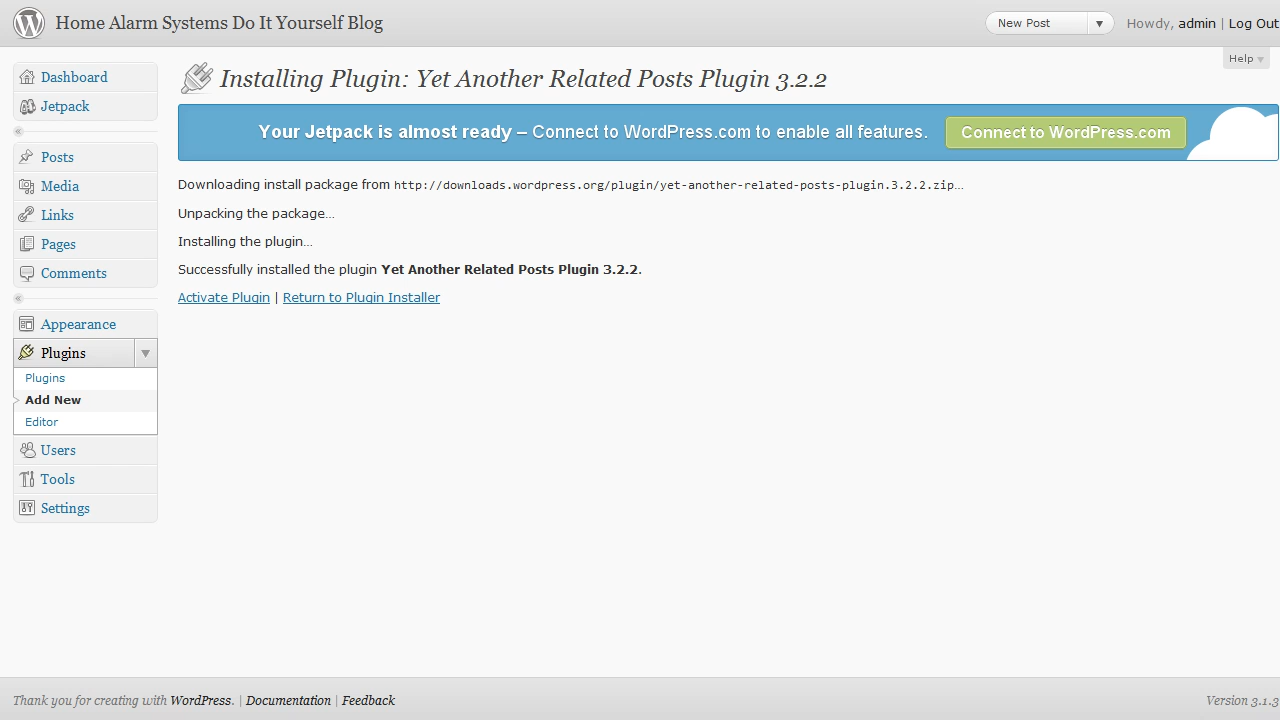 Home Alarm Systems Do It Yourself Blog
New Post
Howdy, admin | Log Out
Help
Dashboard
Jetpack
Posts
Media
Links
Pages
Comments
Appearance
Plugins
Plugins
Add New
Editor
Users
Tools
Settings
Installing Plugin: Yet Another Related Posts Plugin 3.2.2
Your Jetpack is almost ready – Connect to WordPress.com to enable all features.
Connect to WordPress.com
Downloading install package from http://downloads.wordpress.org/plugin/yet-another-related-posts-plugin.3.2.2.zip…
Unpacking the package…
Installing the plugin…
Successfully installed the plugin Yet Another Related Posts Plugin 3.2.2.
Activate Plugin | Return to Plugin Installer
Thank you for creating with WordPress. | Documentation | Feedback
Version 3.1.3